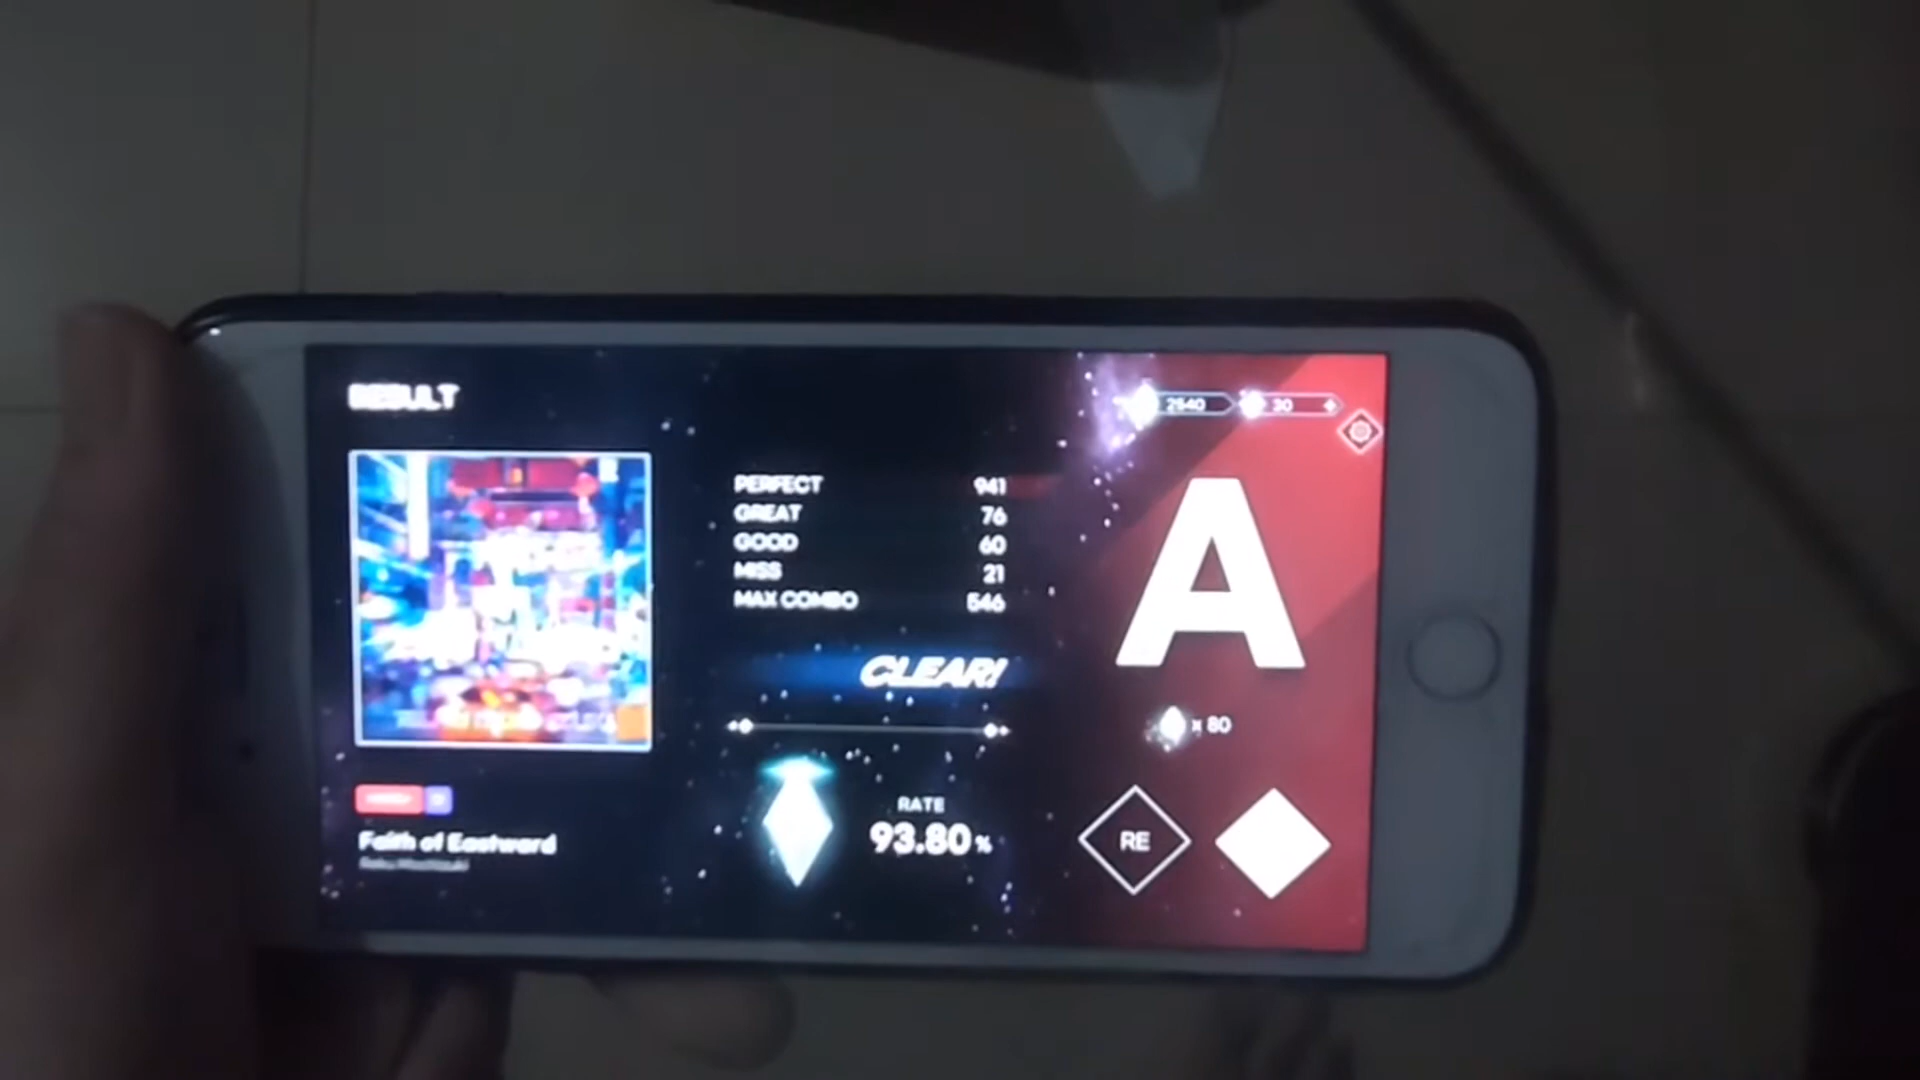 RESULT
2540
30
PERFECT 941
GREAT 76
GOOD 60
MISS 21
MAX COMBO 546
CLEAR!
A
x 80
RATE
93.80 %
RE
Faith of Eastward